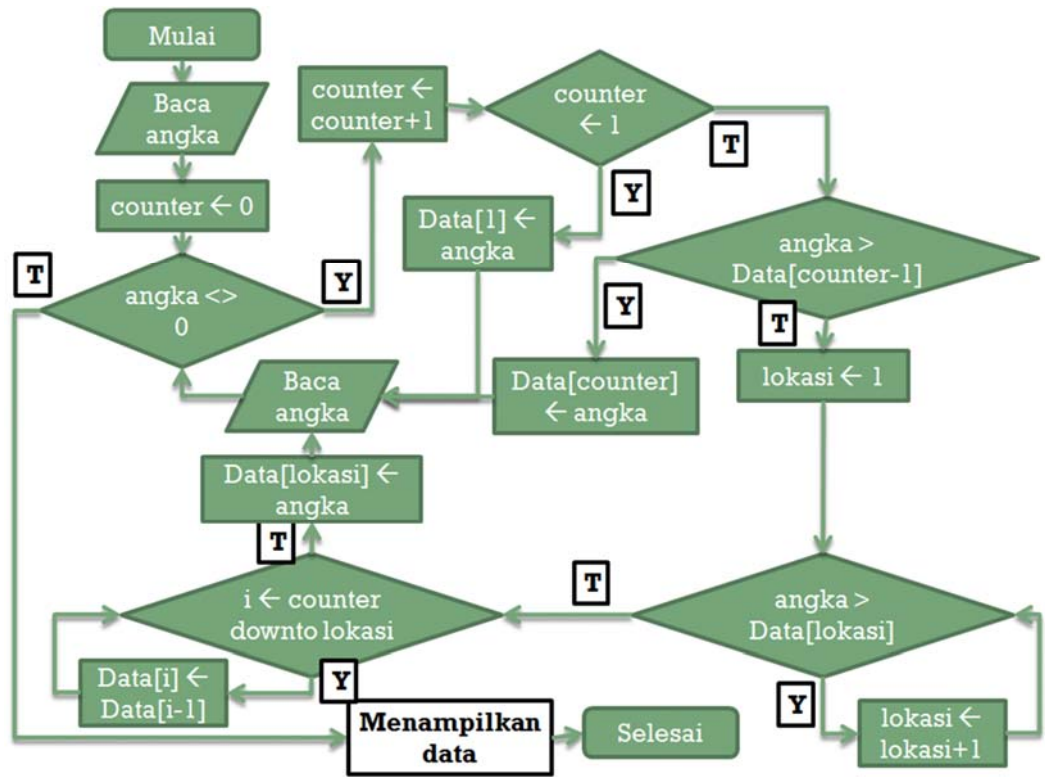 Mulai
Baca
angka
counter ← 0
angka <>
0
T
Y
counter ←
counter+1
counter
← 1
T
Y
Data[1] ←
angka
angka >
Data[counter-1]
Y
T
Data[counter]
← angka
lokasi ← 1
Baca
angka
Data[lokasi] ←
angka
T
i ← counter
downto lokasi
Y
Data[i] ←
Data[i-1]
T
angka >
Data[lokasi]
Y
lokasi ←
lokasi+1
Menampilkan
data
Selesai